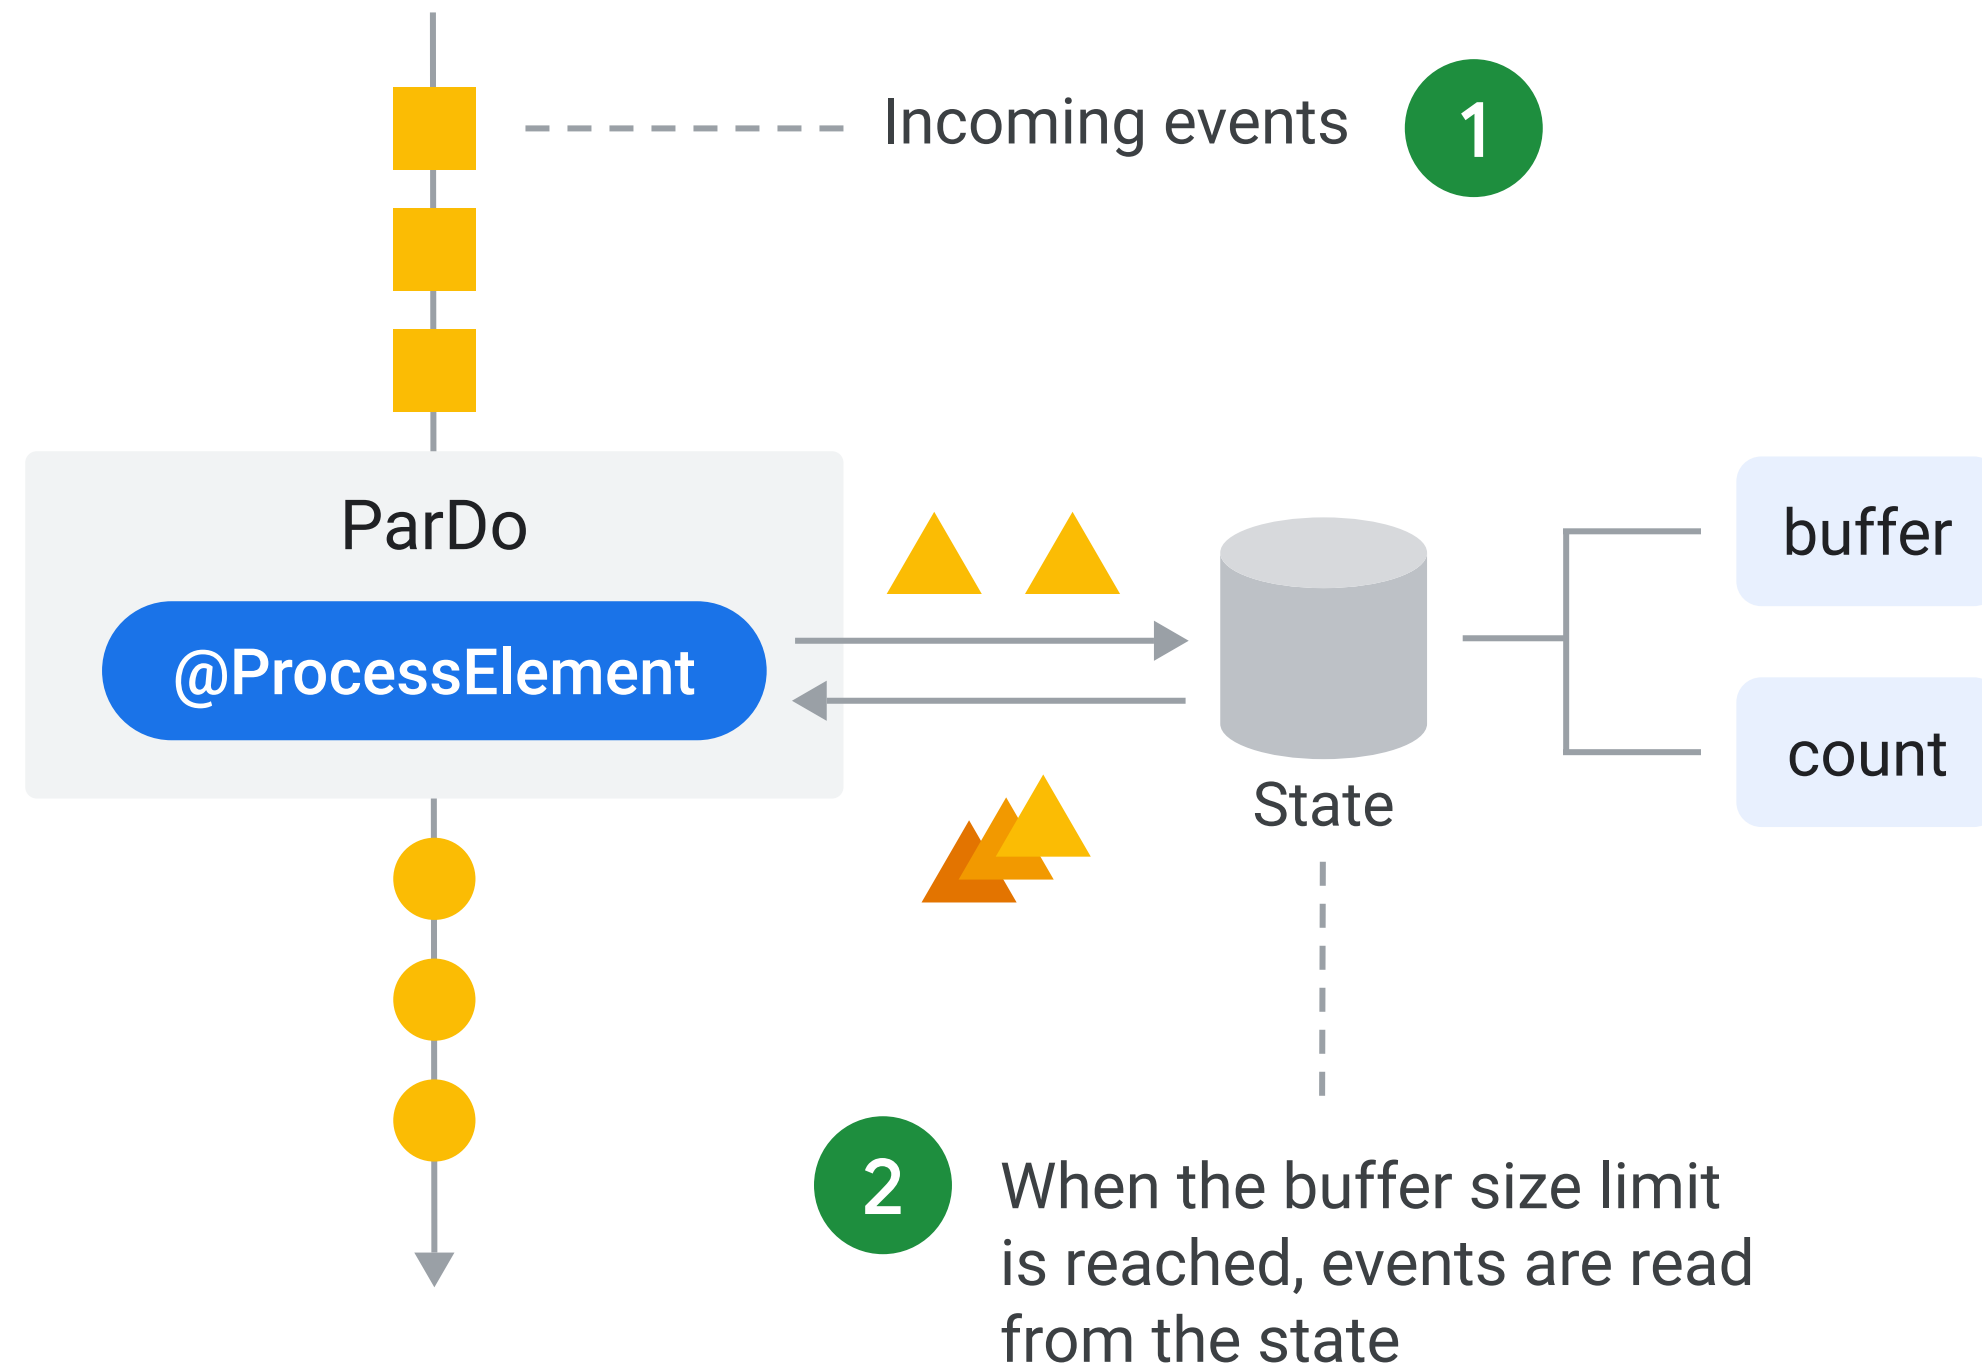 Incoming events
1
ParDo
@ProcessElement
buffer
count
State
2
When the buffer size limit
is reached, events are read
from the state